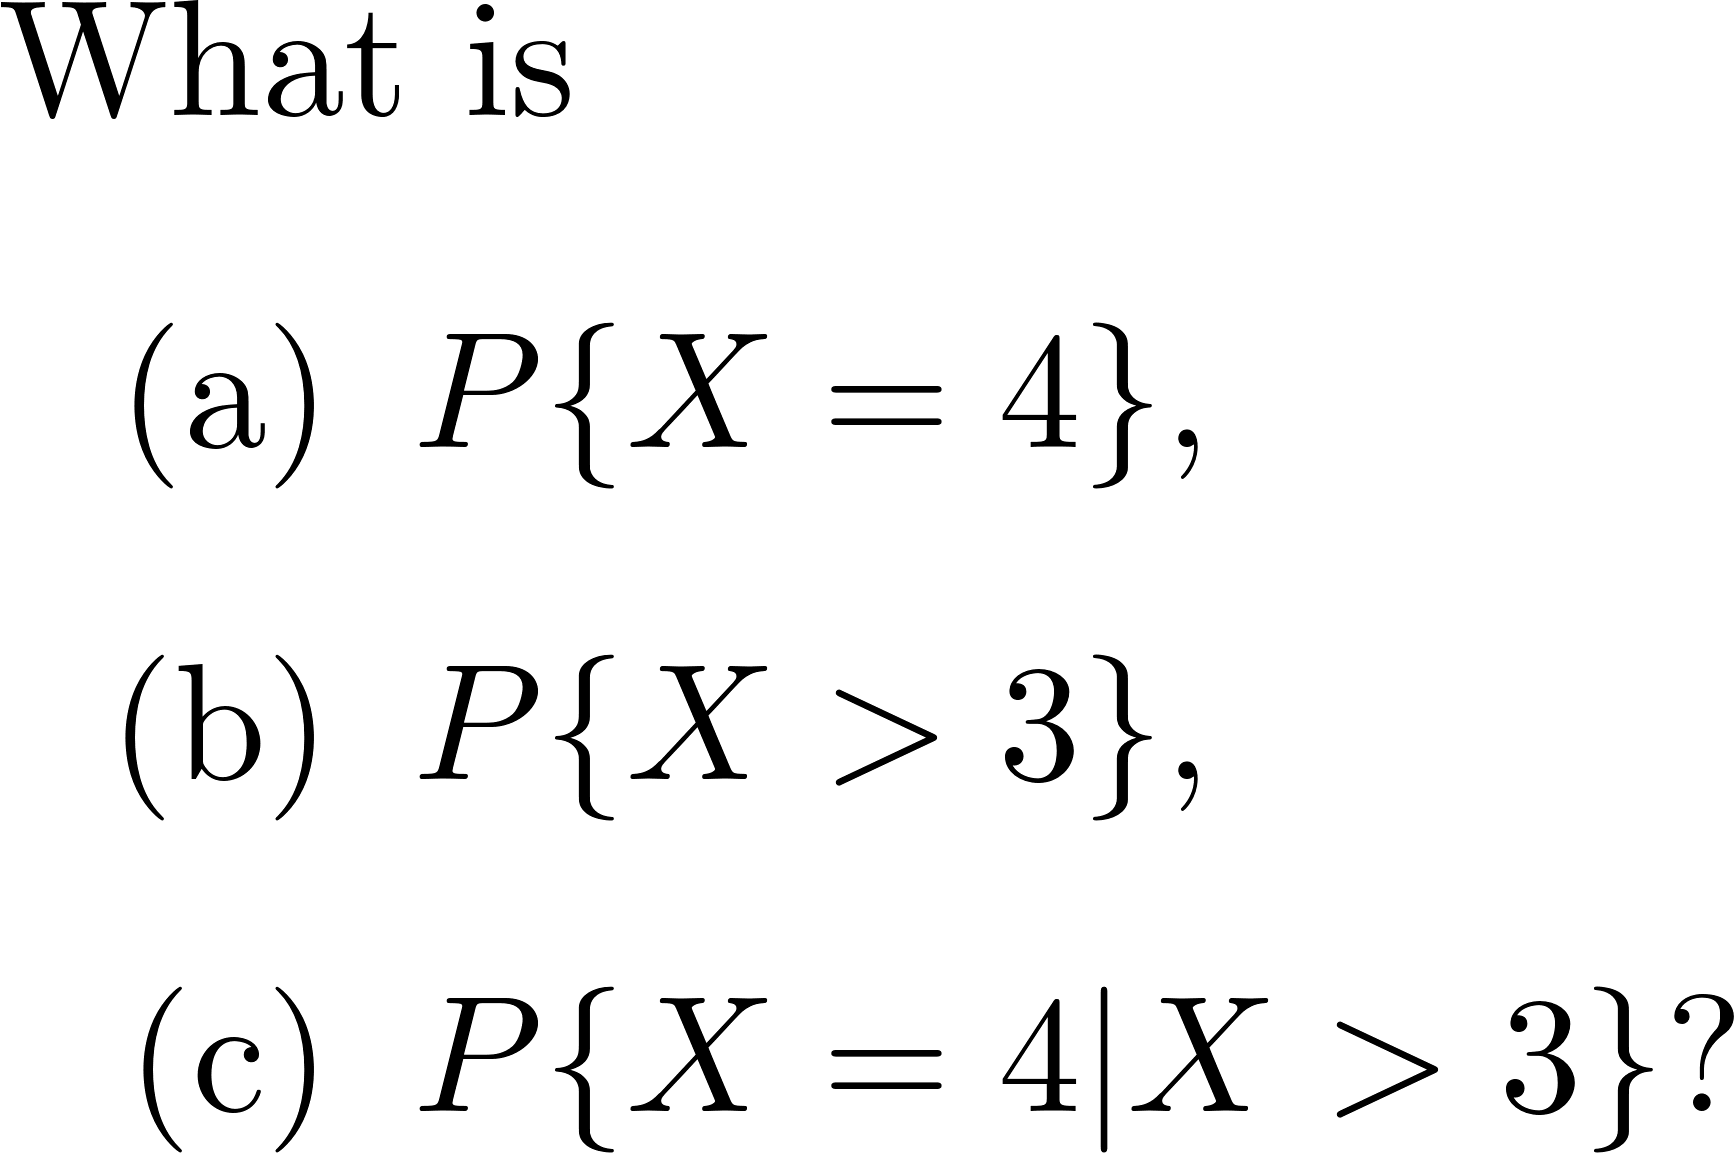 What is
(a) P{X = 4},
(b) P{X > 3},
(c) P{X = 4|X > 3}?